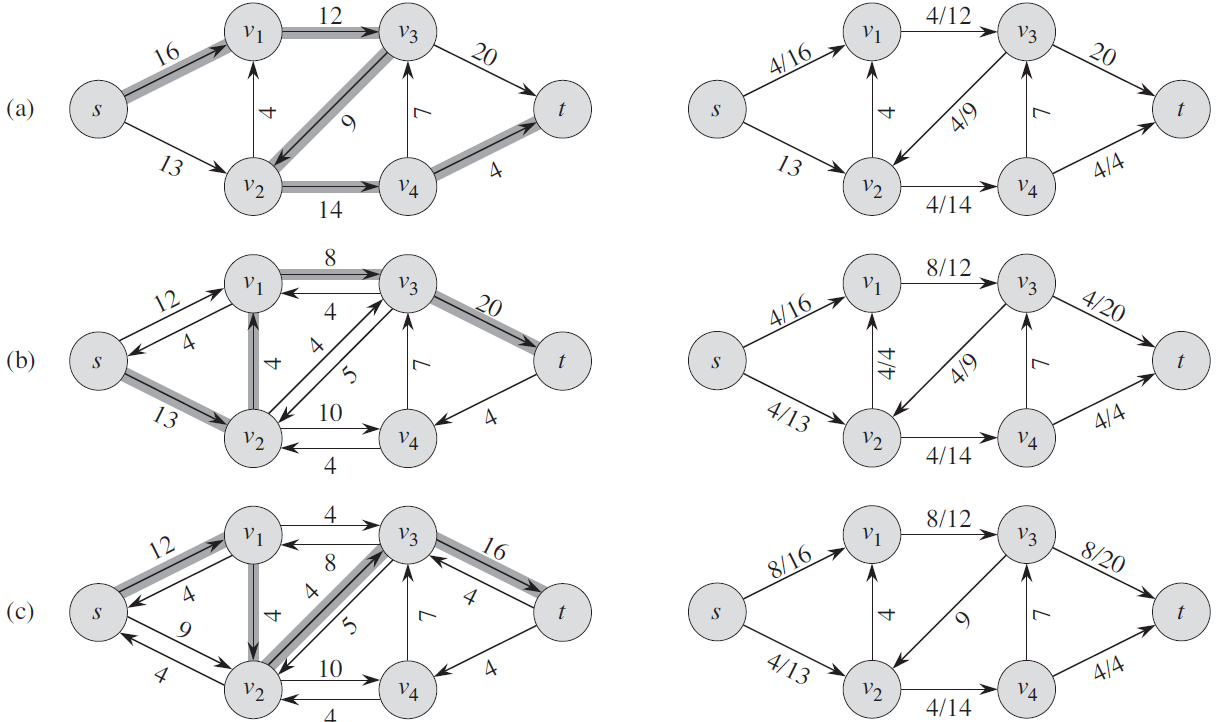 12 4/12
v1 v3 v1 v3
16 20 4/16 20
(a) s 4 9 7 t s 4 4/9 7 t
13 4 13 4/4
v2 v4 v2 v4
14 4/14
8 8/12
v1 v3 v1 v3
12 4 20 4/16 4/20
4
(b) s 4 4 5 7 t s 4/4 4/9 7 t
13 10 4 4/13 4/4
v2 v4 v2 v4
4 4/14
4 8/12
v1 v3 v1 v3
12 8 16 8/16 8/20
4 4
(c) s 4 4 5 7 t s 4 9 7 t
9
4 10 4 4/13 4/4
v2 v4 v2 v4
4 4/14